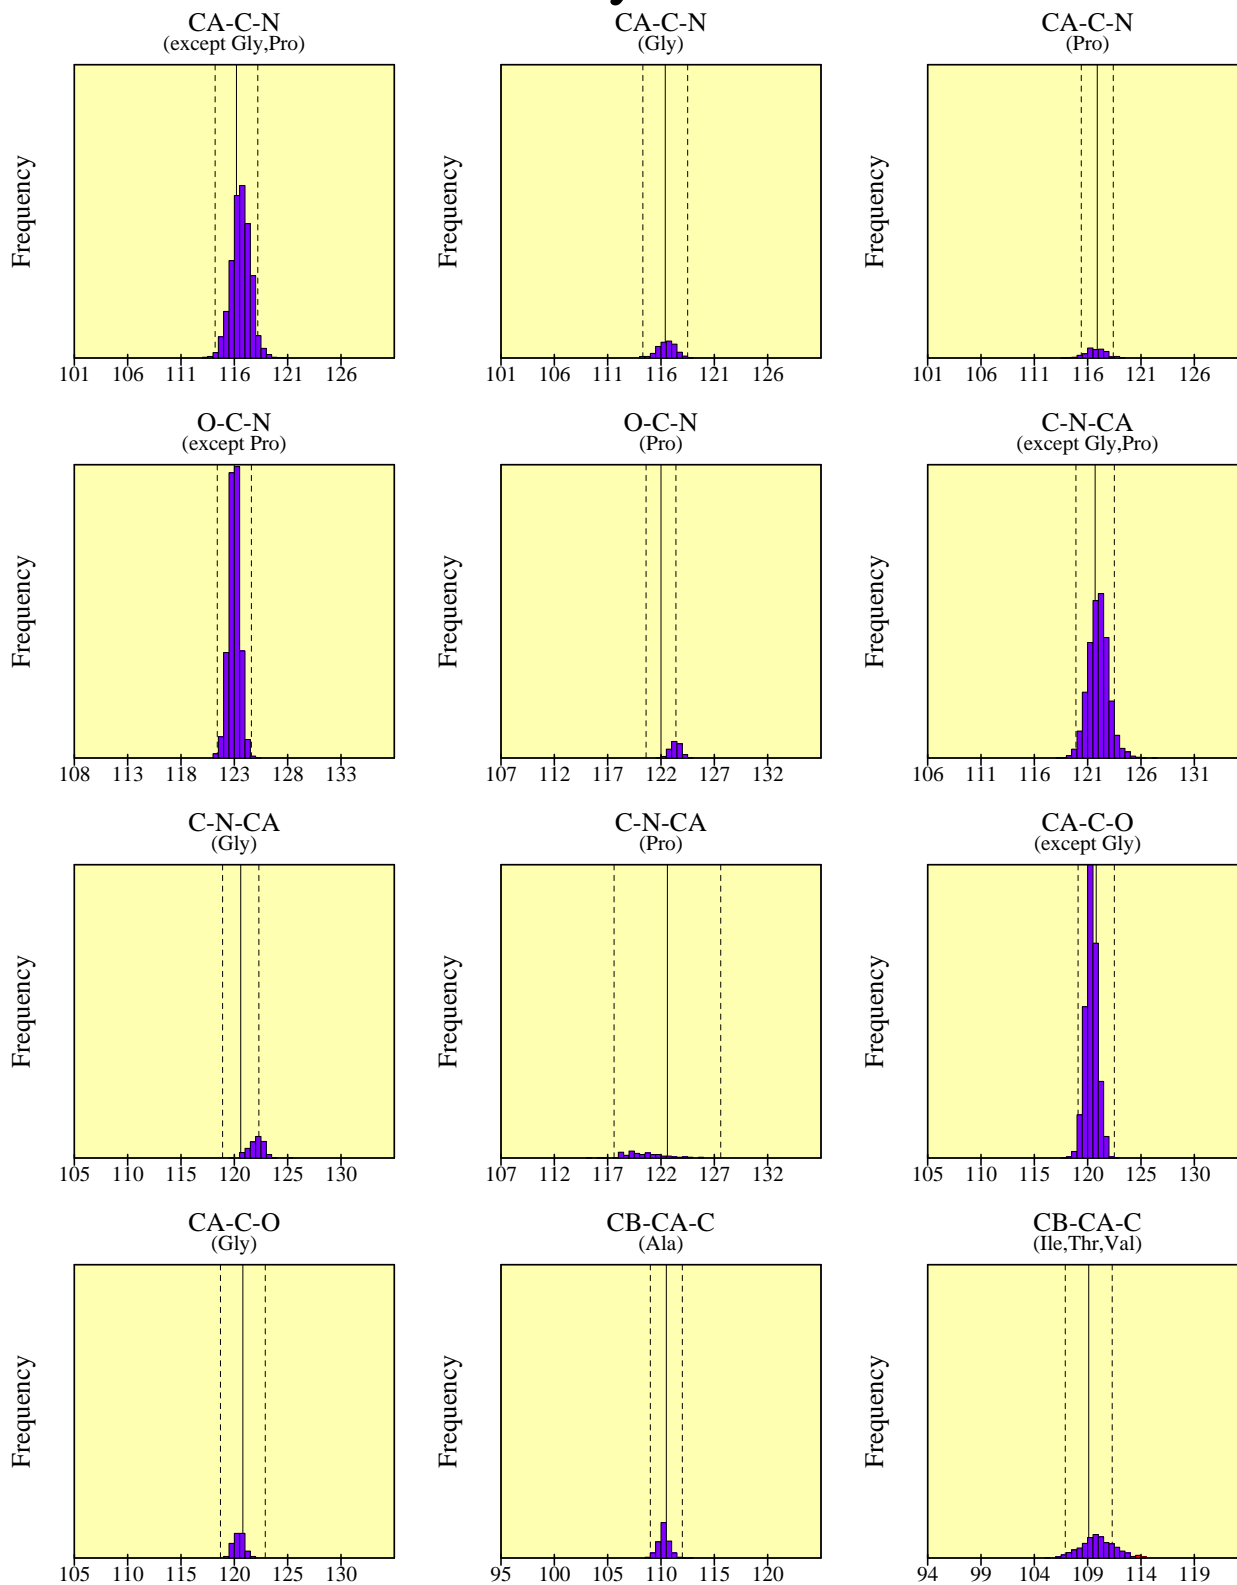 CA-C-N CA-C-N CA-C-N
(except Gly,Pro) (Gly) (Pro)
Frequency Frequency Frequency
101 106 111 116 121 126 101 106 111 116 121 126 101 106 111 116 121 126
O-C-N O-C-N C-N-CA
(except Pro) (Pro) (except Gly,Pro)
Frequency Frequency Frequency
108 113 118 123 128 133 107 112 117 122 127 132 106 111 116 121 126 131
C-N-CA C-N-CA CA-C-O
(Gly) (Pro) (except Gly)
Frequency Frequency Frequency
105 110 115 120 125 130 107 112 117 122 127 132 105 110 115 120 125 130
CA-C-O CB-CA-C CB-CA-C
(Gly) (Ala) (Ile,Thr,Val)
Frequency Frequency Frequency
105 110 115 120 125 130 95 100 105 110 115 120 94 99 104 109 114 119